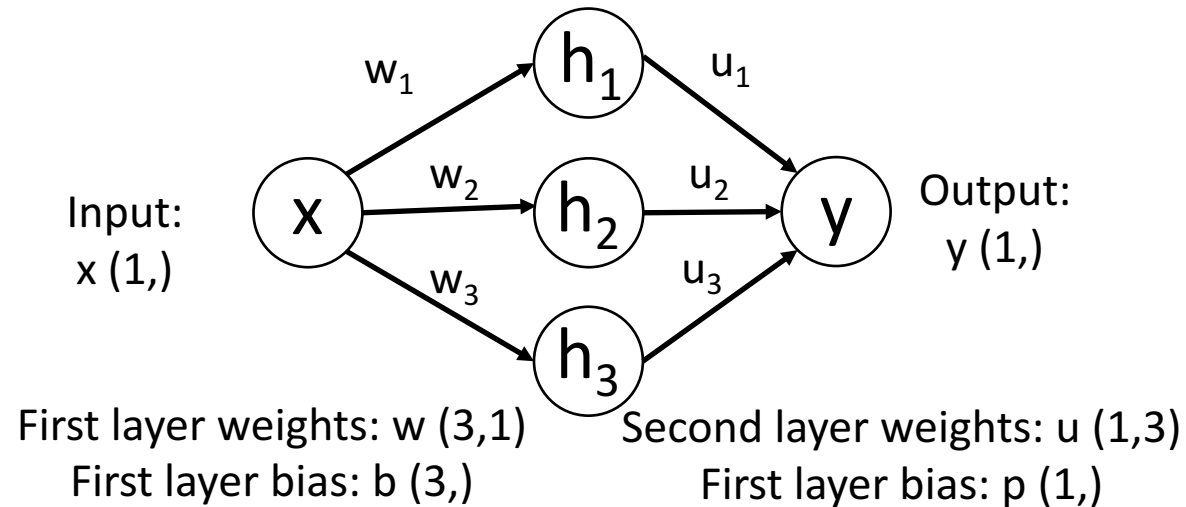 w₁
h₁
u₁
Input:
x (1,)
x
w₂
h₂
u₂
y
Output:
y (1,)
w₃
h₃
u₃
First layer weights: w (3,1)
First layer bias: b (3,)
Second layer weights: u (1,3)
First layer bias: p (1,)